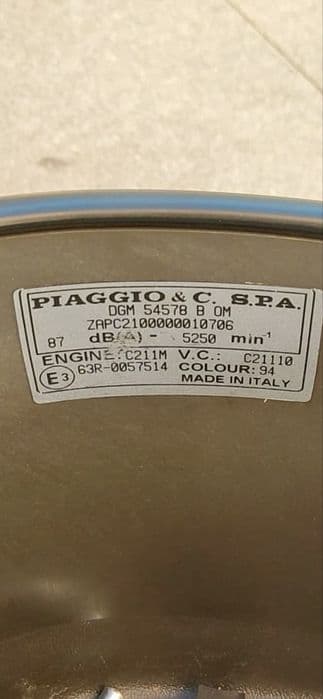 PIAGGIO & C. S.P.A.
DGM 54578 B OM
ZAPC2100000010706
87 dB(A) - 5250 min⁻¹
ENGINE: C211M V.C.: C21110
E3 63R-0057514 COLOUR: 94
MADE IN ITALY